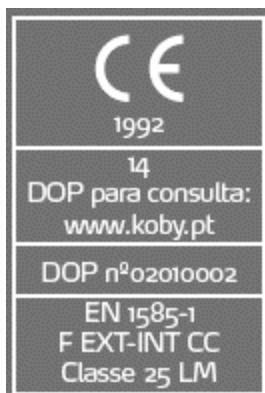 CE
1992
14
DOP para consulta:
www.koby.pt
DOP nº02010002
EN 1585-1
F EXT-INT CC
Classe 25 LM